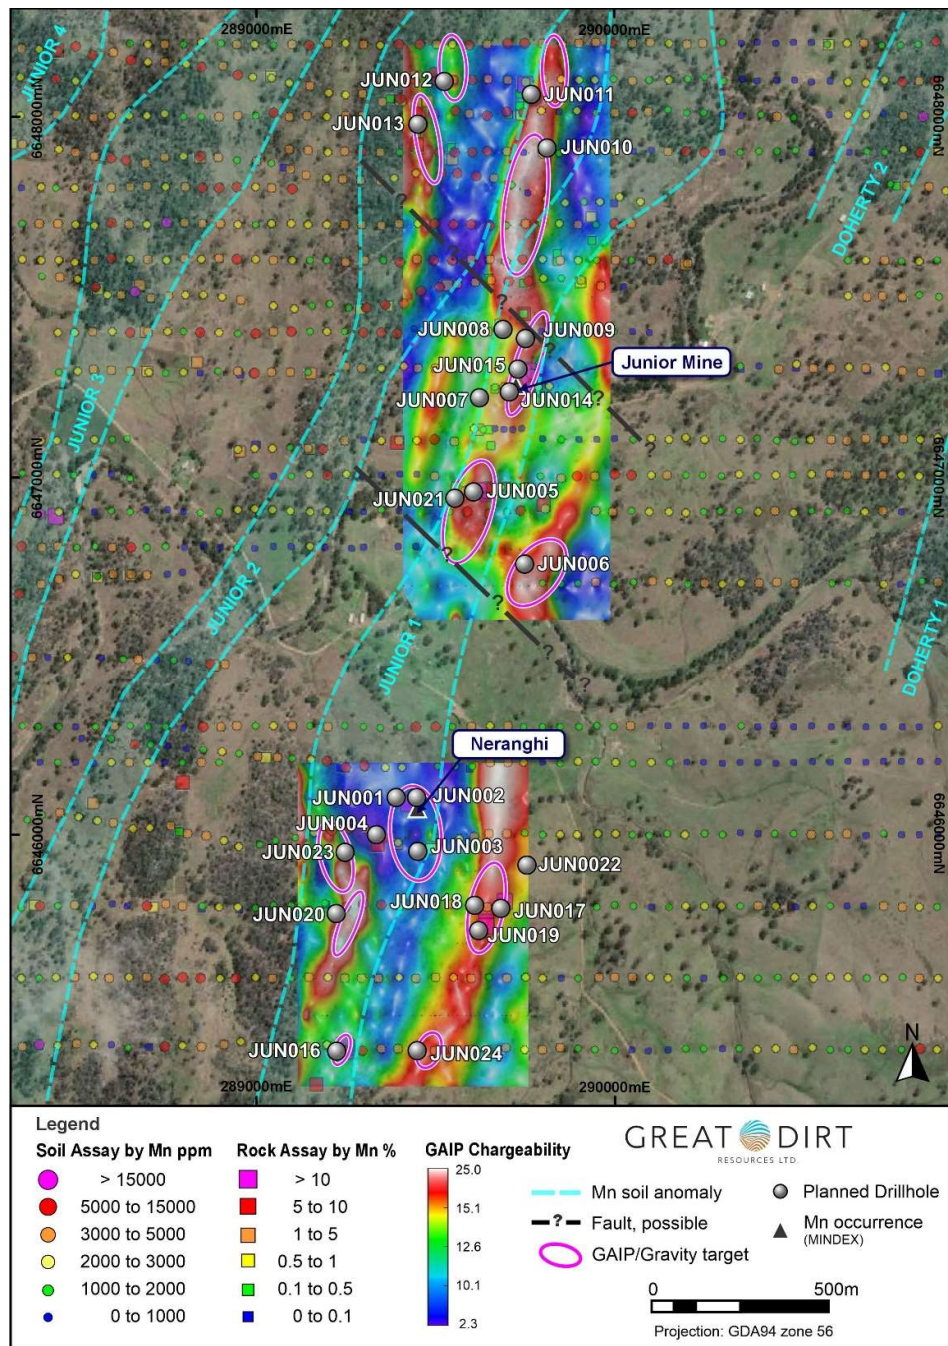 289000mE
290000mE
JUNIOR 4
6648000mN
6648000mN
JUN012
JUN011
JUN013
JUN010
DOHERTY 2
?
JUN008
JUN009
?
JUN015
Junior Mine
JUNIOR 3
JUN007
JUN014
?
?
6647000mN
6647000mN
JUN021
JUN005
?
JUN006
JUNIOR 2
?
JUNIOR 1
?
?
DOHERTY 1
Neranghi
JUN001
JUN002
6646000mN
6646000mN
JUN004
JUN023
JUN003
JUN0022
JUN018
JUN017
JUN020
JUN019
JUN016
JUN024
289000mE
290000mE
N
Legend
Soil Assay by Mn ppm
> 15000
5000 to 15000
3000 to 5000
2000 to 3000
1000 to 2000
0 to 1000
Rock Assay by Mn %
> 10
5 to 10
1 to 5
0.5 to 1
0.1 to 0.5
0 to 0.1
GAIP Chargeability
25.0
15.1
12.6
10.1
2.3
GREAT DIRT
RESOURCES LTD.
Mn soil anomaly
?
Fault, possible
GAIP/Gravity target
Planned Drillhole
Mn occurrence
(MINDEX)
0 500m
Projection: GDA94 zone 56